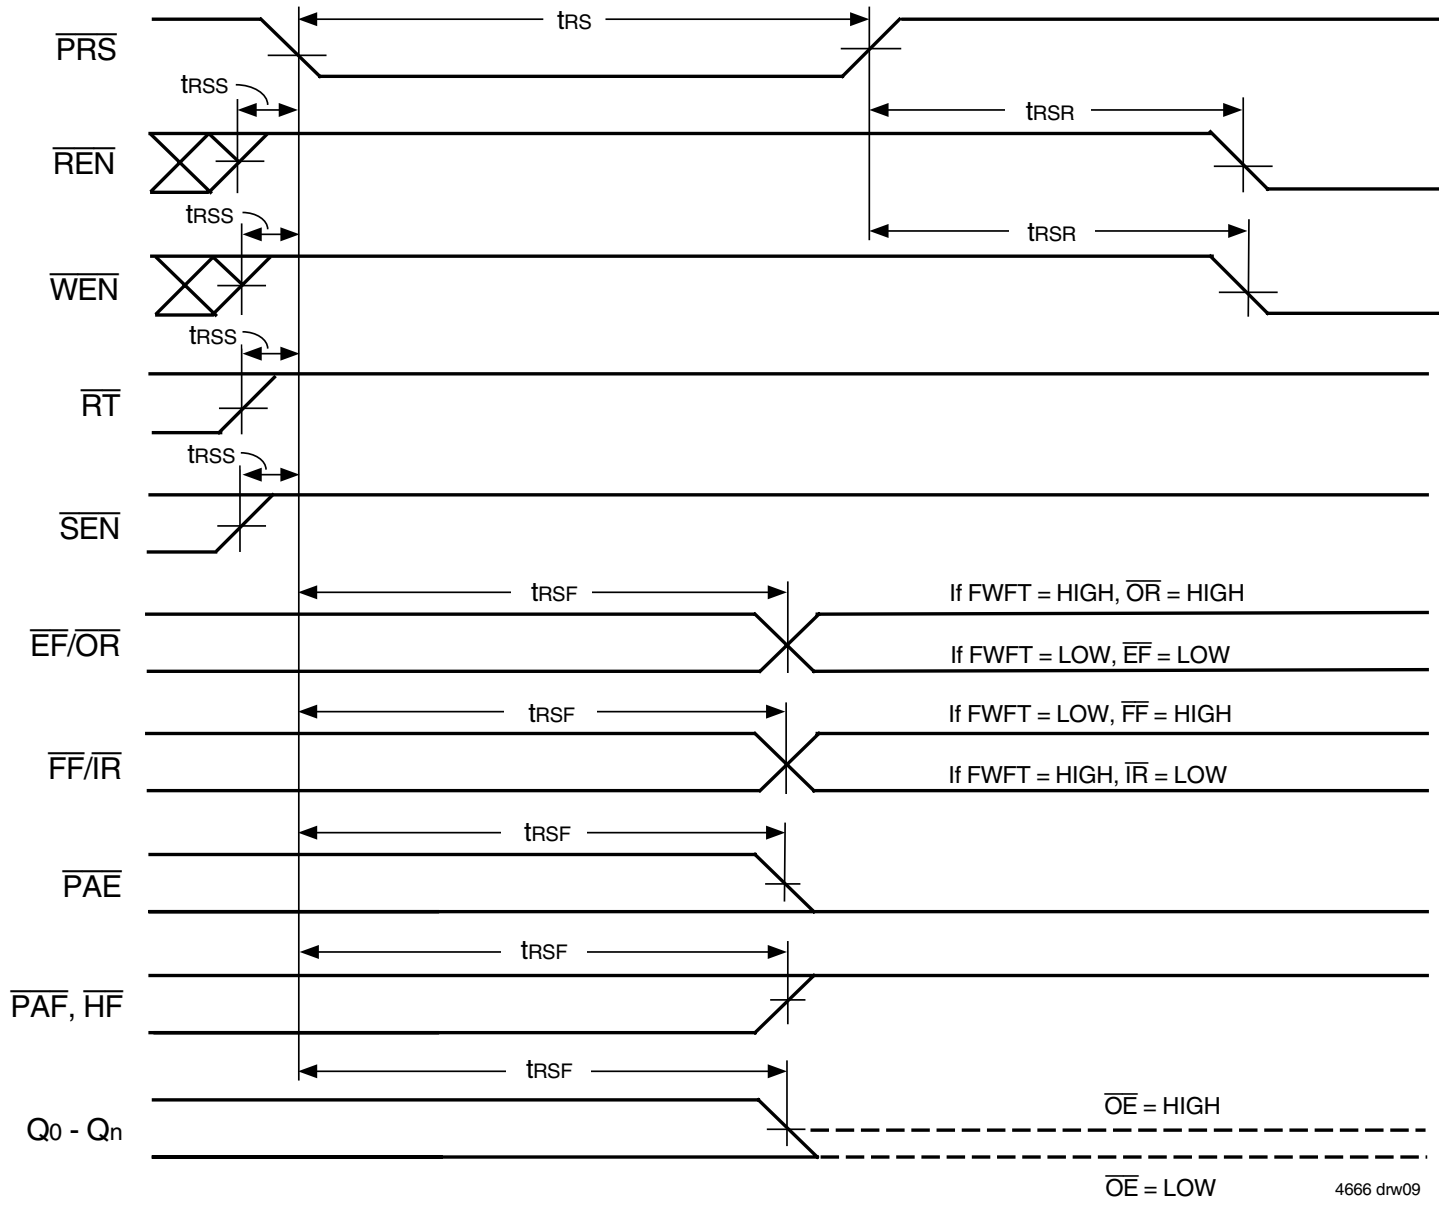 tRS
PRS
tRSS
tRSR
REN
tRSS
tRSR
WEN
tRSS
RT
tRSS
SEN
tRSF
If FWFT = HIGH, OR = HIGH
EF/OR
If FWFT = LOW, EF = LOW
tRSF
If FWFT = LOW, FF = HIGH
FF/IR
If FWFT = HIGH, IR = LOW
tRSF
PAE
tRSF
PAF, HF
tRSF
OE = HIGH
Q0 - Qn
OE = LOW
4666 drw09